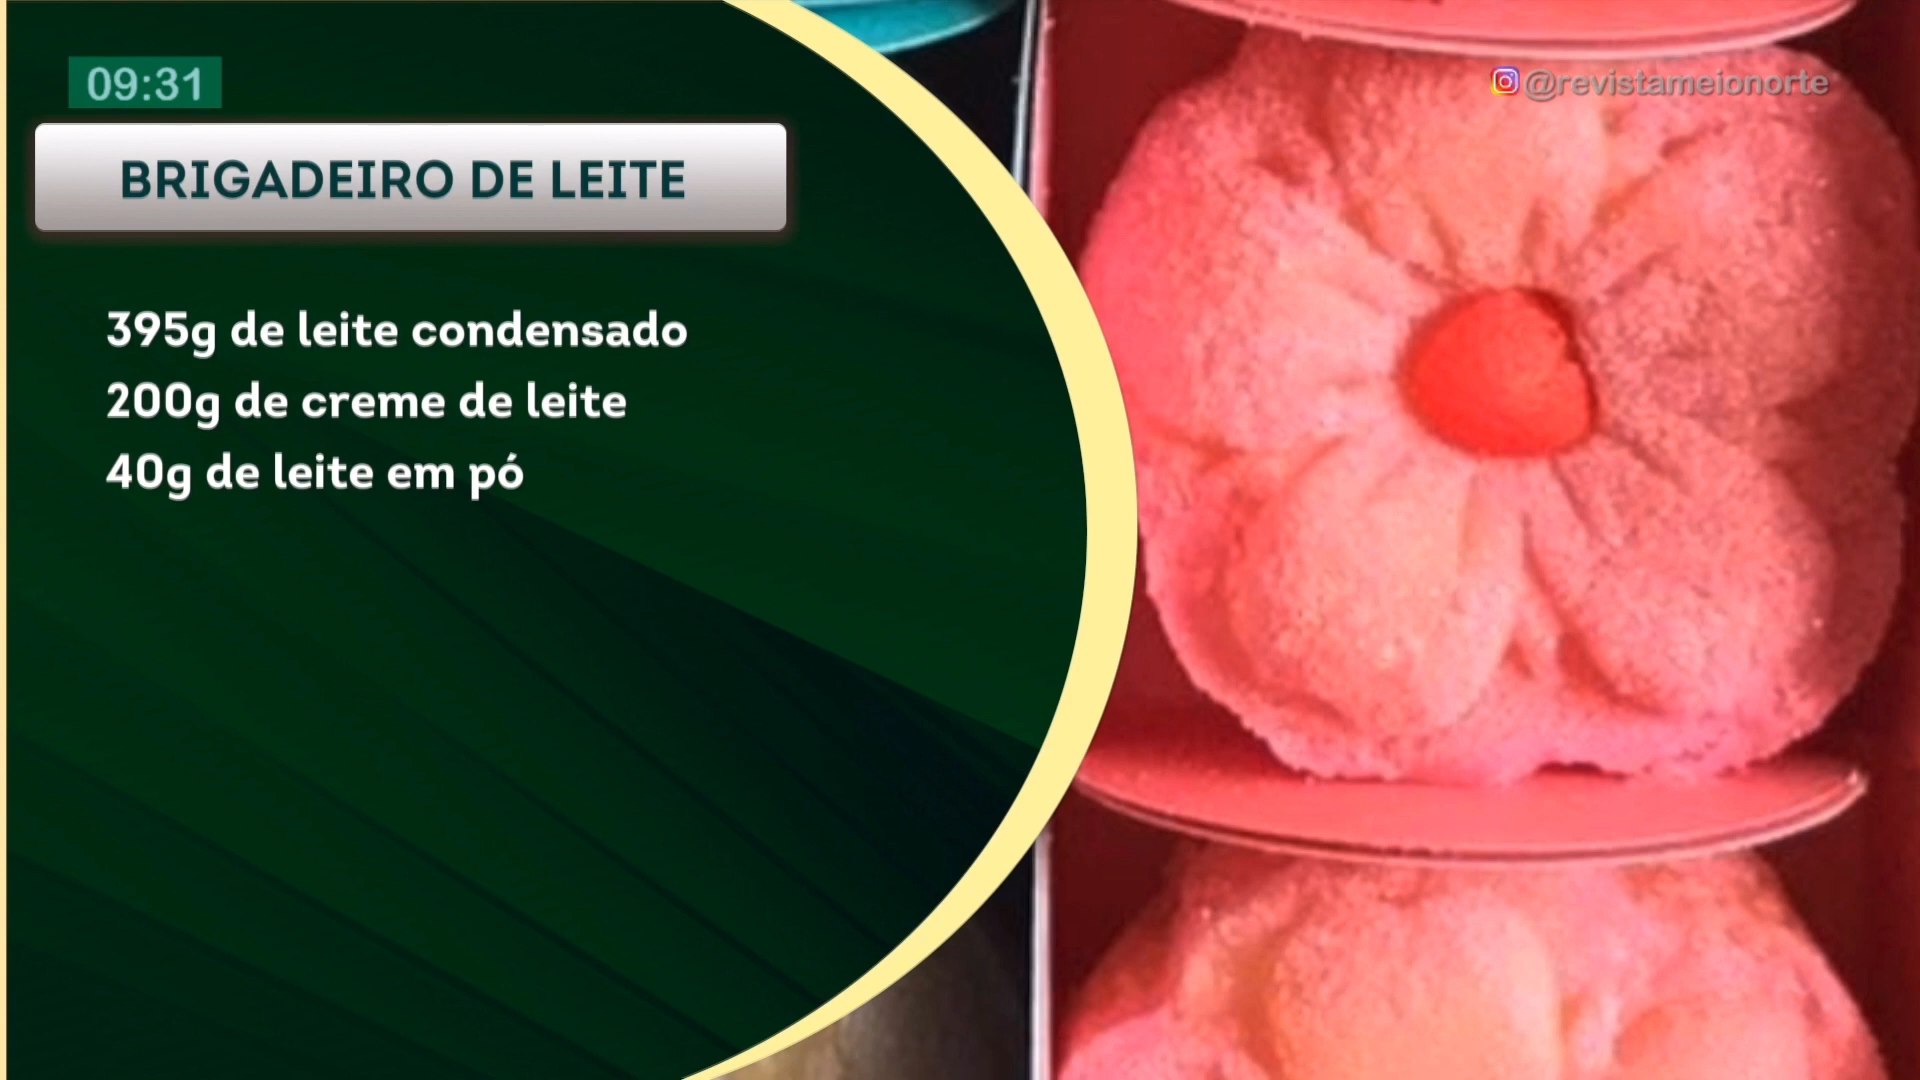 09:31
@revistameionorte
BRIGADEIRO DE LEITE
395g de leite condensado
200g de creme de leite
40g de leite em pó